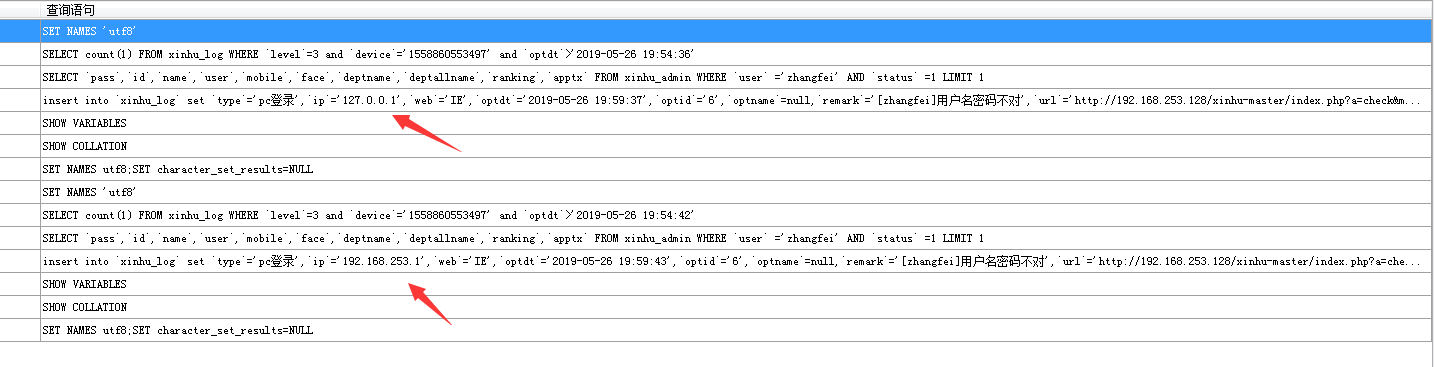 查询语句
SET NAMES 'utf8'
SELECT count(1) FROM xinhu_log WHERE `level`=3 and `device`='1558860553497' and `optdt`>'2019-05-26 19:54:36'
SELECT `pass`,`id`,`name`,`user`,`mobile`,`face`,`deptname`,`deptallname`,`ranking`,`apptx` FROM xinhu_admin WHERE `user` ='zhangfei' AND `status` =1 LIMIT 1
insert into `xinhu_log` set `type`='pc登录',`ip`='127.0.0.1',`web`='IE',`optdt`='2019-05-26 19:59:37',`optid`='6',`optname`=null,`remark`='[zhangfei]用户名密码不对',`url`='http://192.168.253.128/xinhu-master/index.php?a=check&m...
SHOW VARIABLES
SHOW COLLATION
SET NAMES utf8;SET character_set_results=NULL
SET NAMES 'utf8'
SELECT count(1) FROM xinhu_log WHERE `level`=3 and `device`='1558860553497' and `optdt`>'2019-05-26 19:54:42'
SELECT `pass`,`id`,`name`,`user`,`mobile`,`face`,`deptname`,`deptallname`,`ranking`,`apptx` FROM xinhu_admin WHERE `user` ='zhangfei' AND `status` =1 LIMIT 1
insert into `xinhu_log` set `type`='pc登录',`ip`='192.168.253.1',`web`='IE',`optdt`='2019-05-26 19:59:43',`optid`='6',`optname`=null,`remark`='[zhangfei]用户名密码不对',`url`='http://192.168.253.128/xinhu-master/index.php?a=che...
SHOW VARIABLES
SHOW COLLATION
SET NAMES utf8;SET character_set_results=NULL